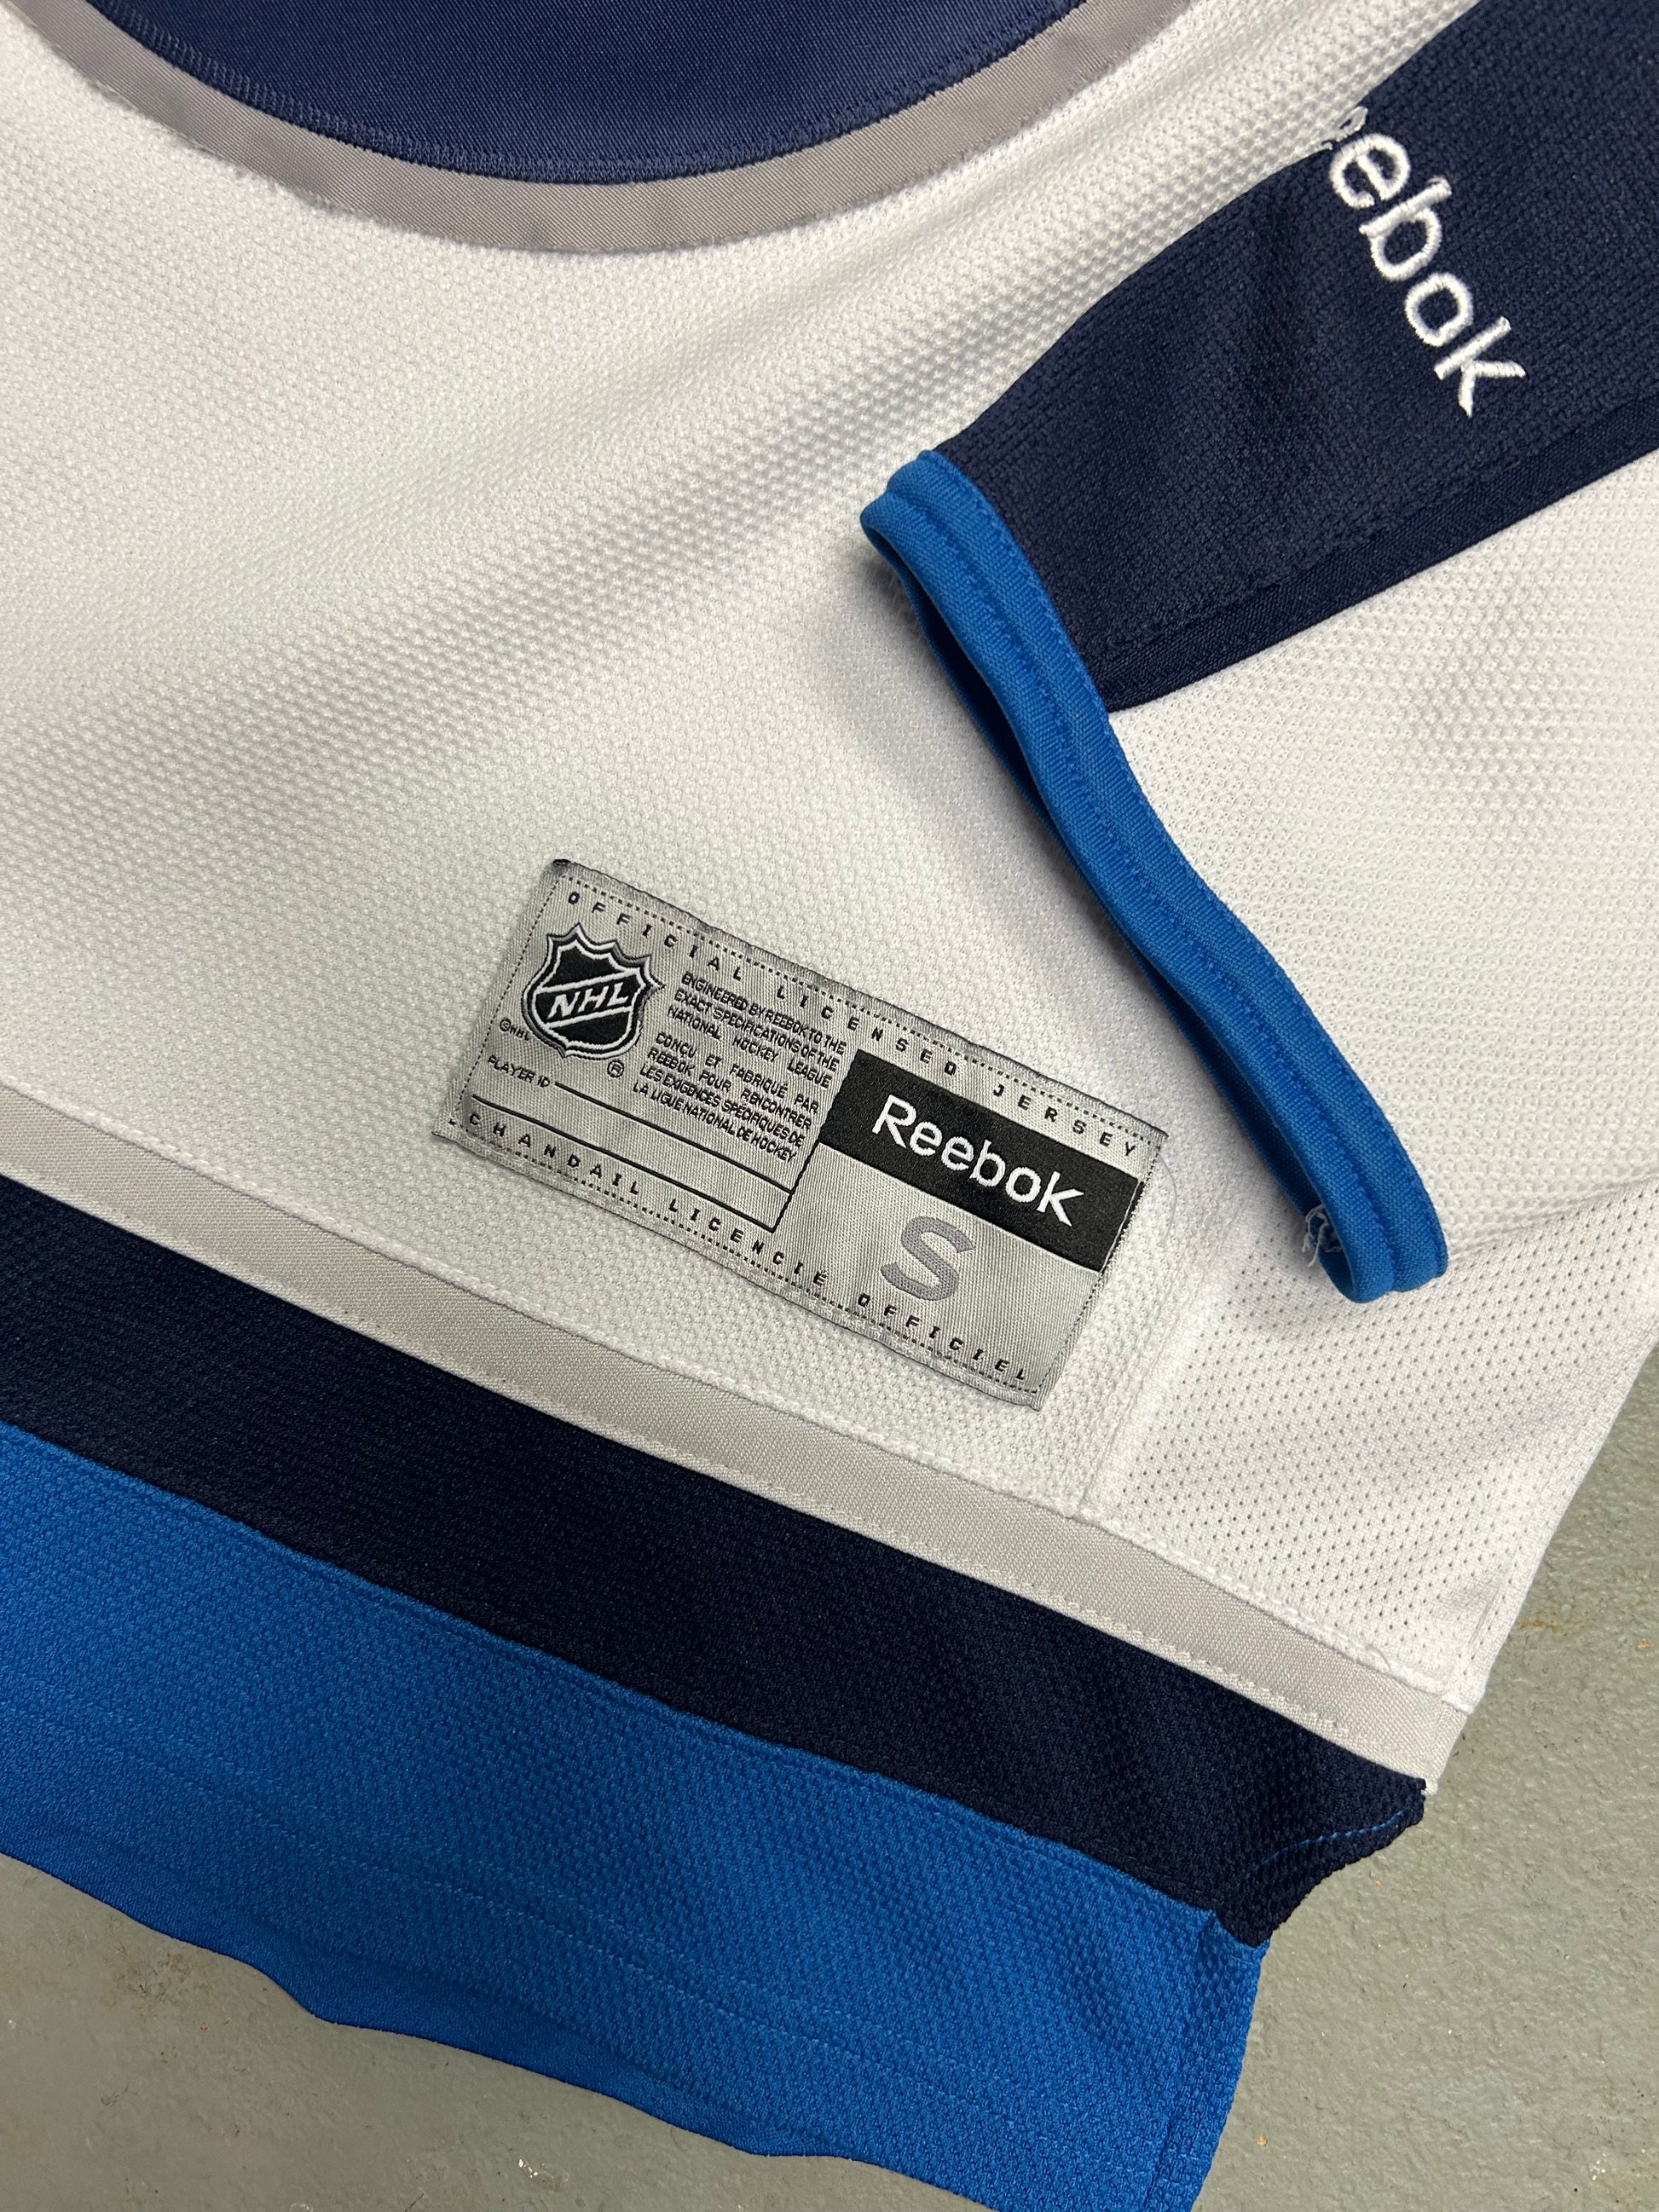 eebok
OFFICIAL LICENSED JERSEY
NHL
©NHL
®
ENGINEERED BY REEBOK TO THE
EXACT SPECIFICATIONS OF THE
NATIONAL HOCKEY LEAGUE
CONÇU ET FABRIQUÉ PAR
REEBOK POUR RENCONTRER
LES EXIGENCES SPÉCIFIQUES DE
LA LIGUE NATIONAL DE HOCKEY
PLAYER ID
Reebok
S
CHANDAIL LICENCIÉ OFFICIEL